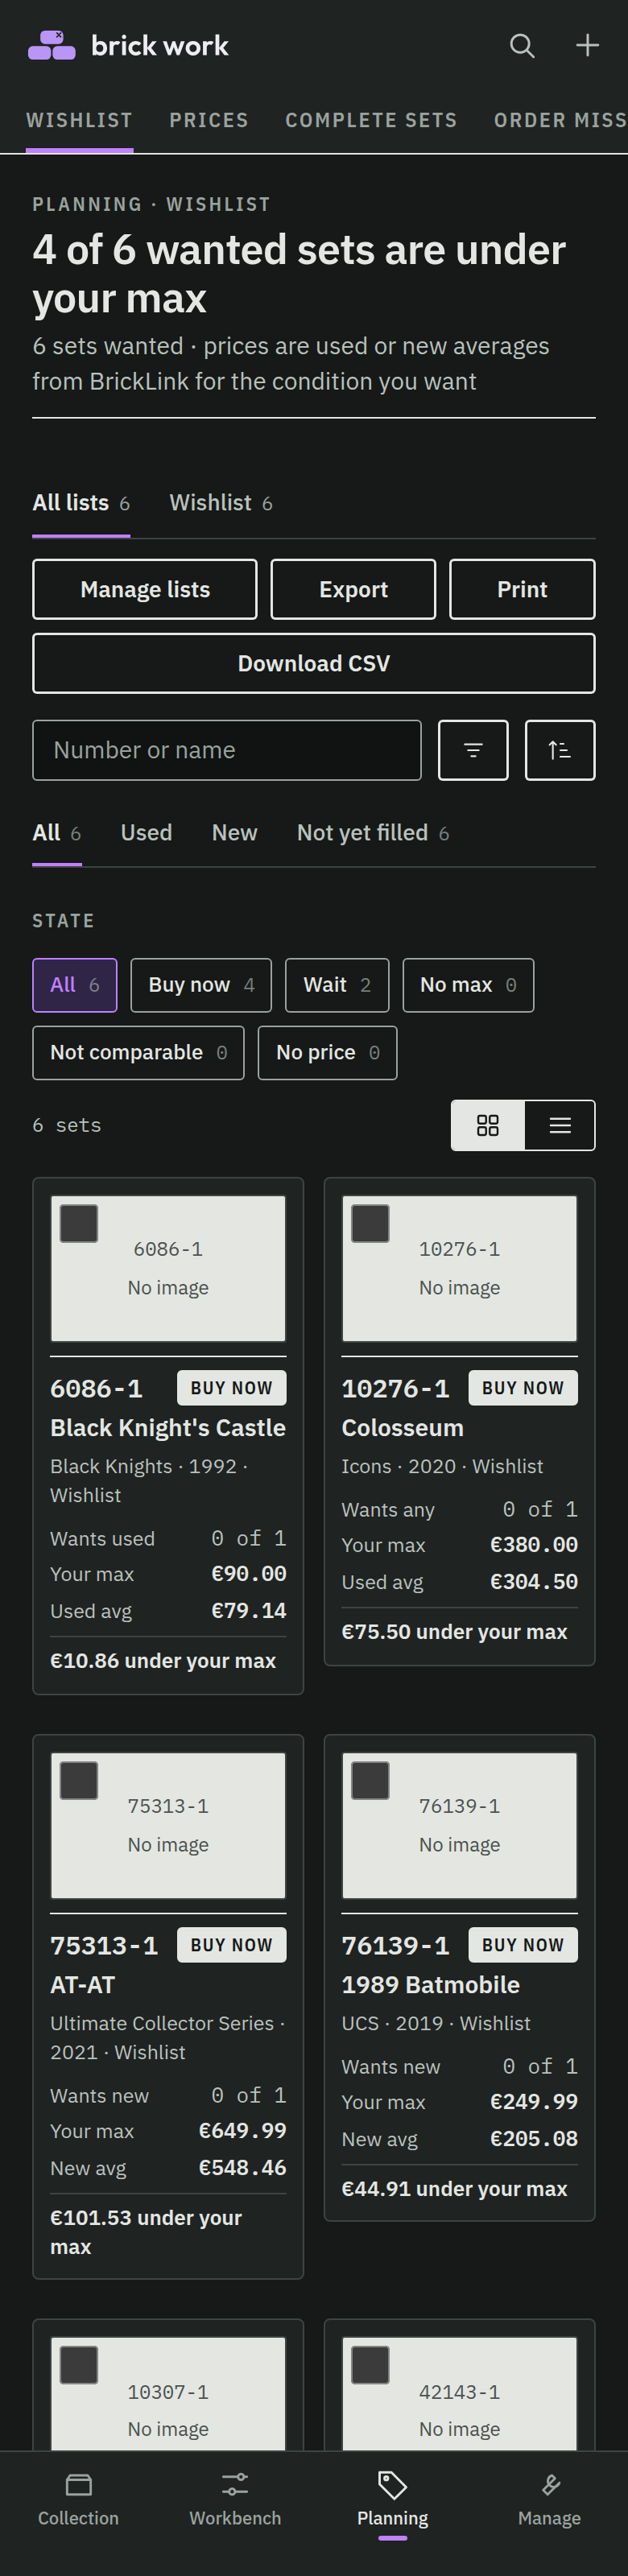 brick work
WISHLIST PRICES COMPLETE SETS ORDER MISS
PLANNING · WISHLIST
4 of 6 wanted sets are under
your max
6 sets wanted · prices are used or new averages
from BrickLink for the condition you want
All lists 6 Wishlist 6
Manage lists Export Print
Download CSV
Number or name
All 6 Used New Not yet filled 6
STATE
All 6 Buy now 4 Wait 2 No max 0
Not comparable 0 No price 0
6 sets
6086-1
No image
6086-1 BUY NOW
Black Knight's Castle
Black Knights · 1992 ·
Wishlist
Wants used 0 of 1
Your max €90.00
Used avg €79.14
€10.86 under your max
10276-1
No image
10276-1 BUY NOW
Colosseum
Icons · 2020 · Wishlist
Wants any 0 of 1
Your max €380.00
Used avg €304.50
€75.50 under your max
75313-1
No image
75313-1 BUY NOW
AT-AT
Ultimate Collector Series ·
2021 · Wishlist
Wants new 0 of 1
Your max €649.99
New avg €548.46
€101.53 under your
max
76139-1
No image
76139-1 BUY NOW
1989 Batmobile
UCS · 2019 · Wishlist
Wants new 0 of 1
Your max €249.99
New avg €205.08
€44.91 under your max
10307-1
No image
42143-1
No image
Collection Workbench Planning Manage